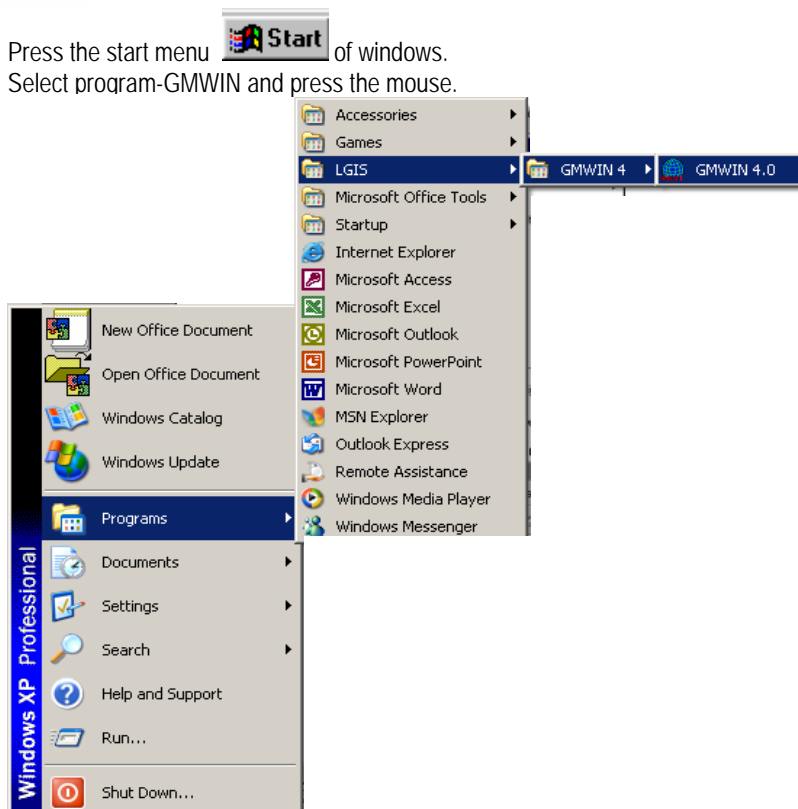 Press the start menu Start of windows.
Select program-GMWIN and press the mouse.
Accessories
Games
LGIS
GMWIN 4
GMWIN 4.0
Microsoft Office Tools
Startup
Internet Explorer
Microsoft Access
Microsoft Excel
Microsoft Outlook
Microsoft PowerPoint
Microsoft Word
MSN Explorer
Outlook Express
Remote Assistance
Windows Media Player
Windows Messenger
New Office Document
Open Office Document
Windows Catalog
Windows Update
Programs
Documents
Settings
Search
Help and Support
Run...
Shut Down...
Windows XP Professional